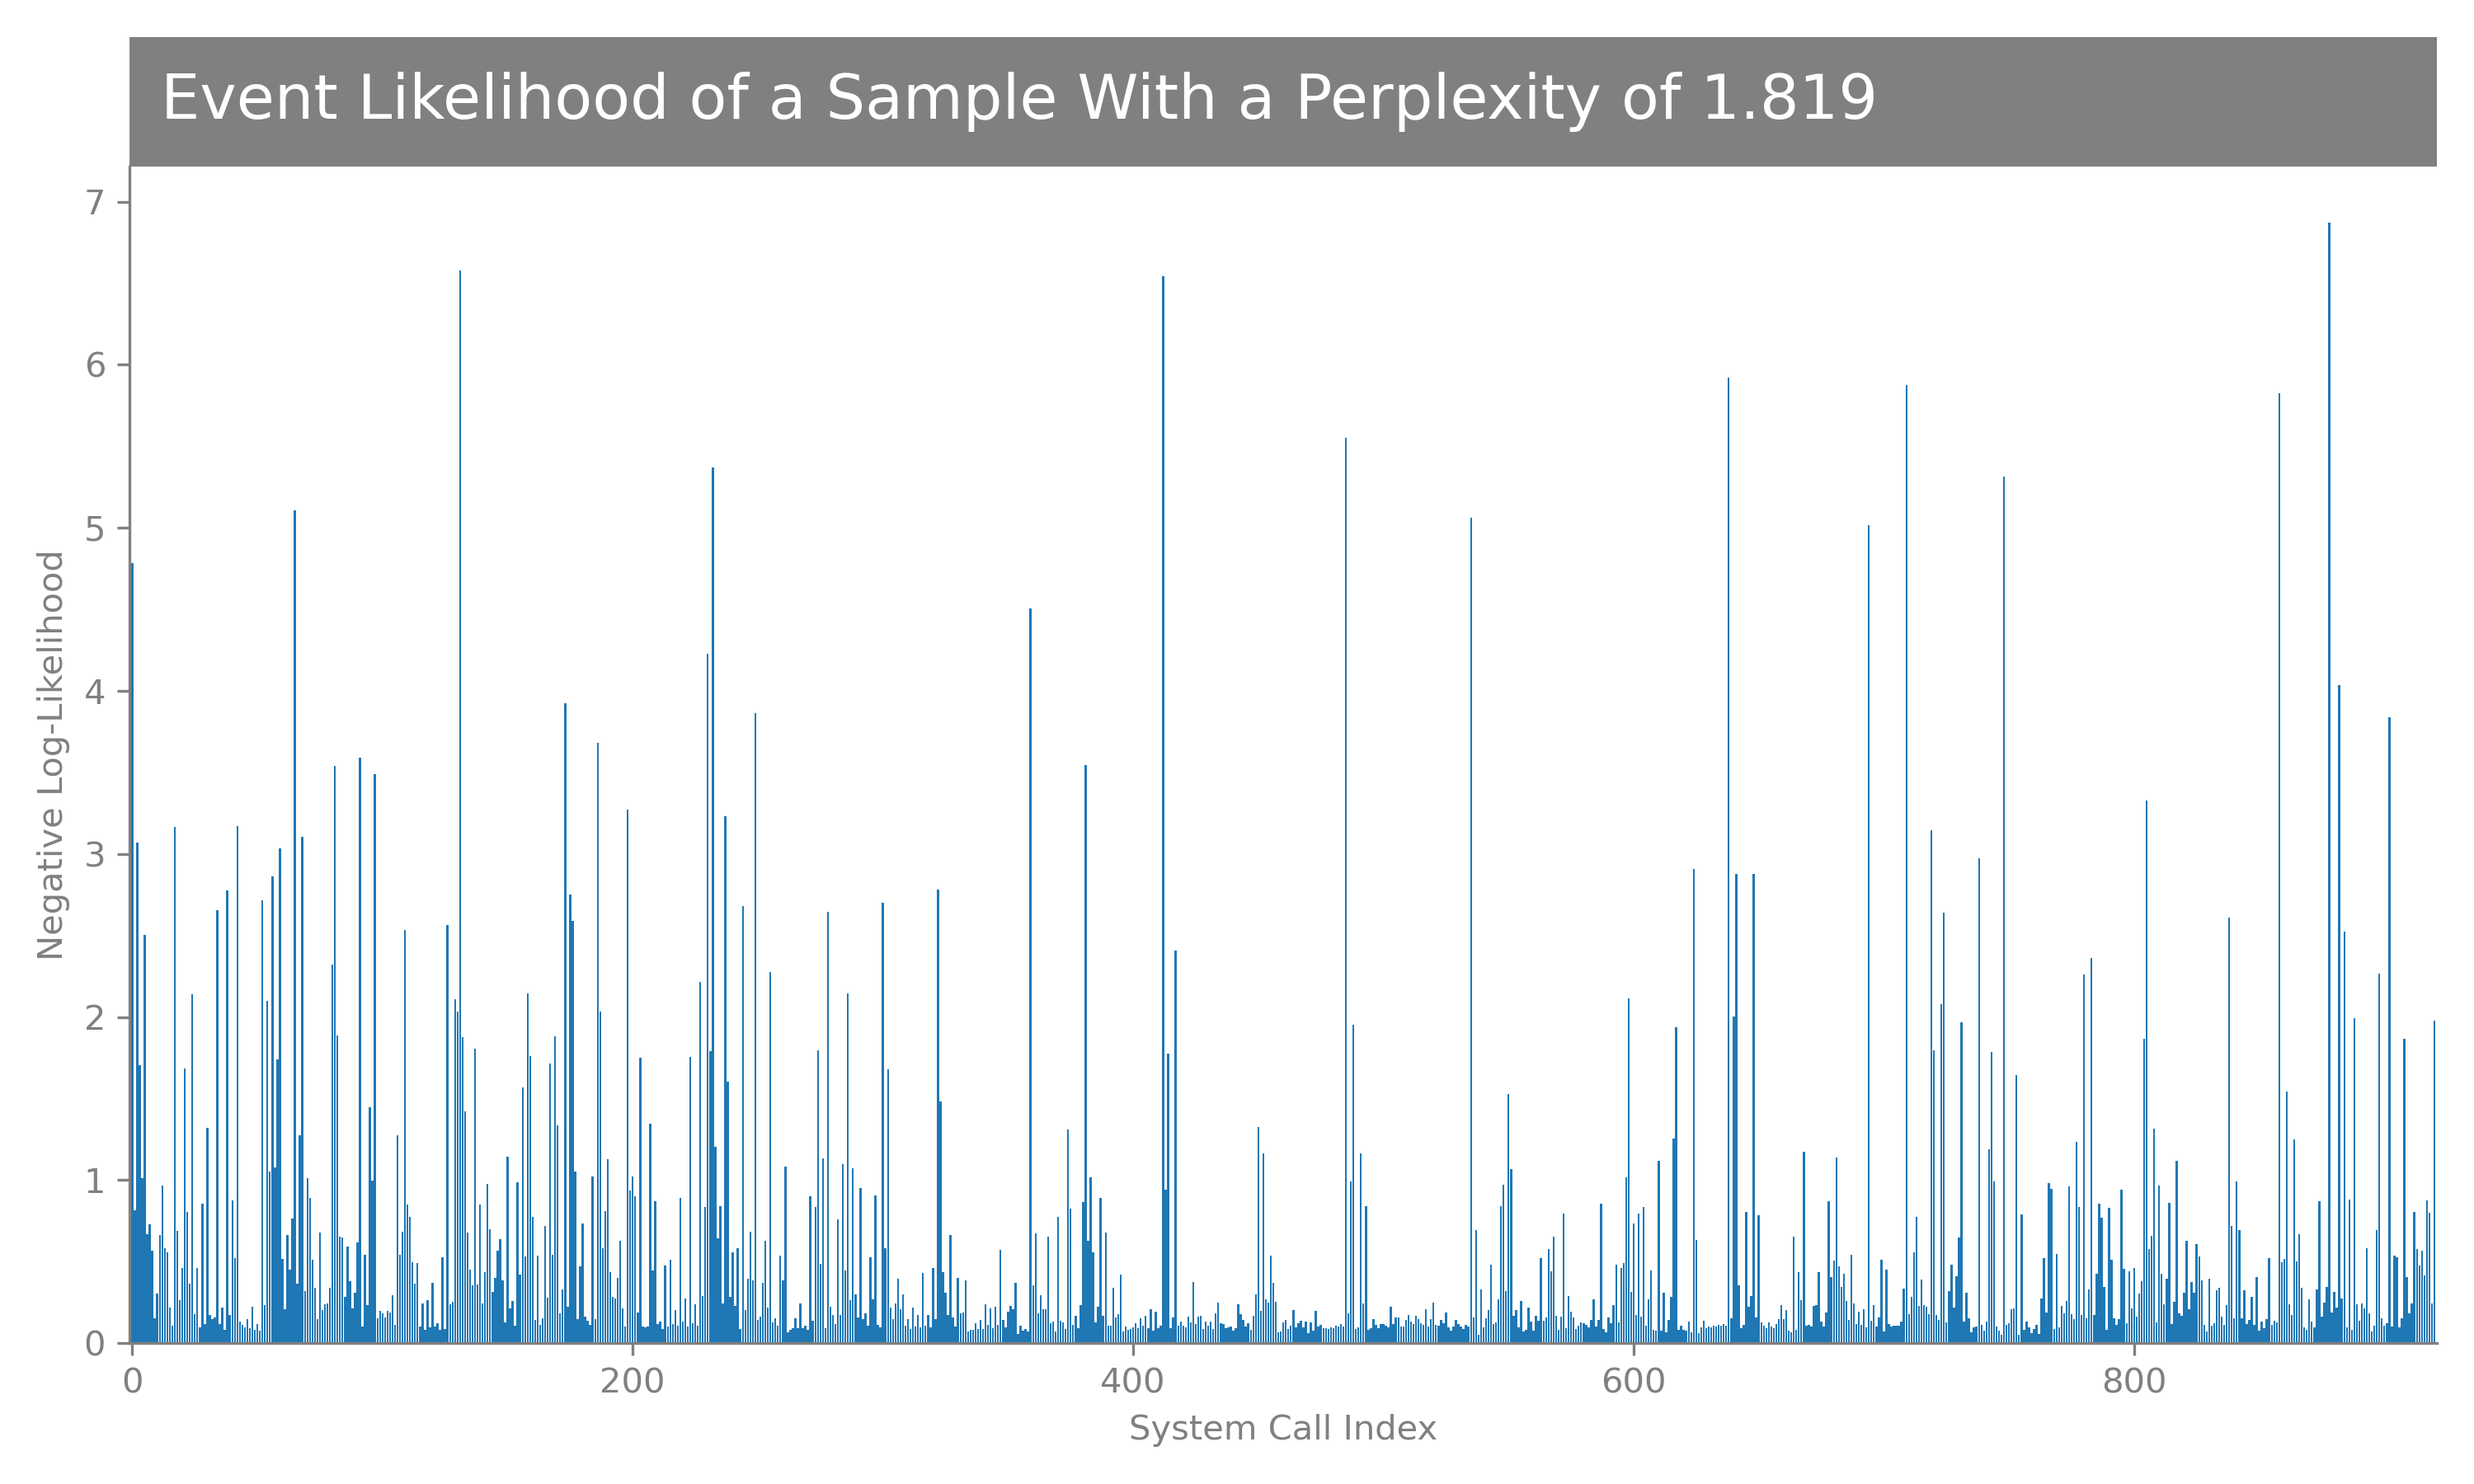 Event Likelihood of a Sample With a Perplexity of 1.819
7
6
5
4
3
2
1
0
Negative Log-Likelihood
0 200 400 600 800
System Call Index